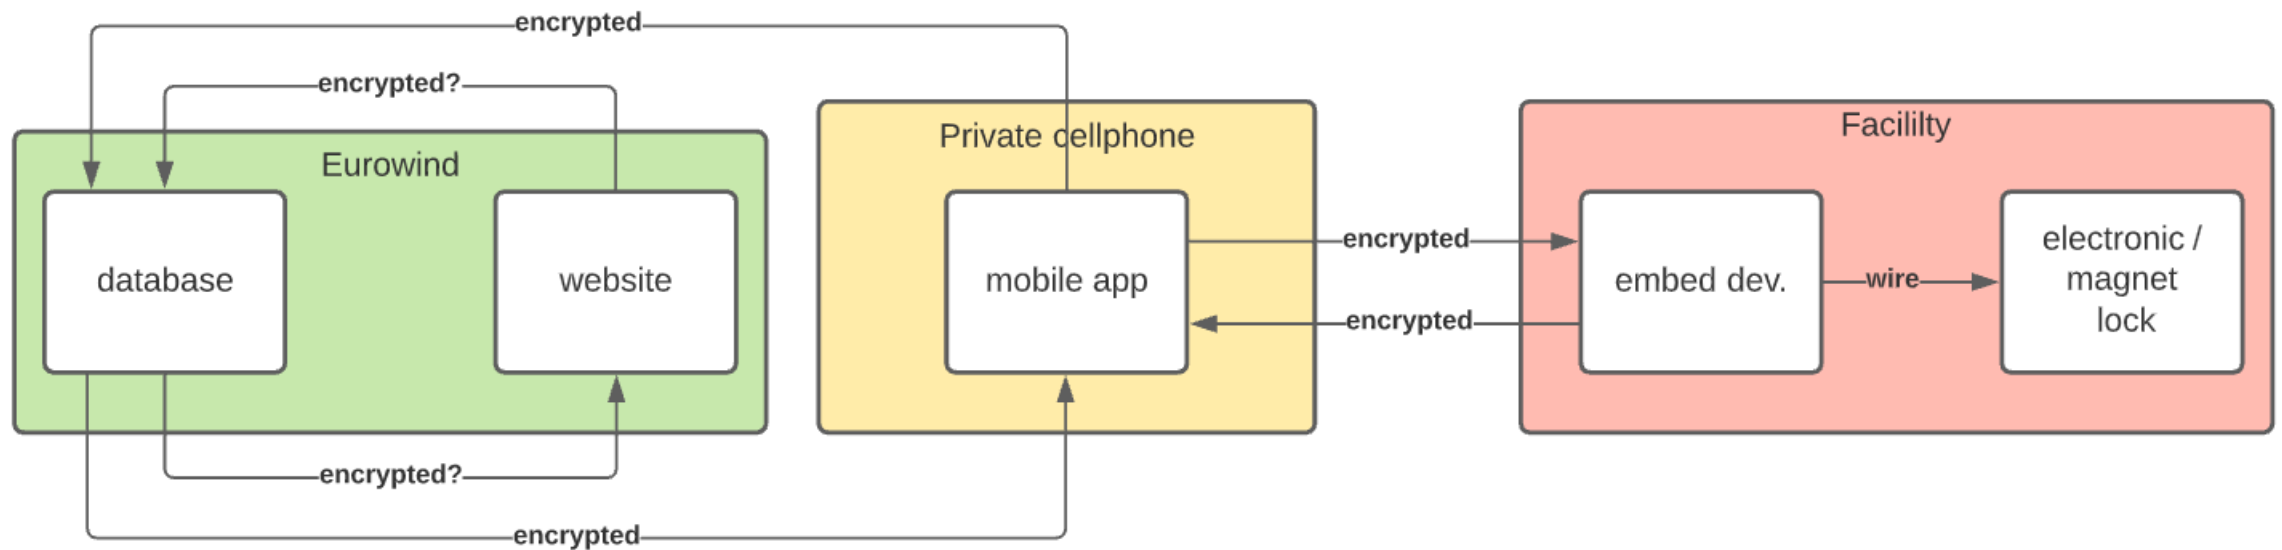 encrypted
encrypted?
Eurowind
database
website
encrypted?
encrypted
Private cellphone
mobile app
encrypted
encrypted
Facililty
embed dev.
wire
electronic /
magnet
lock